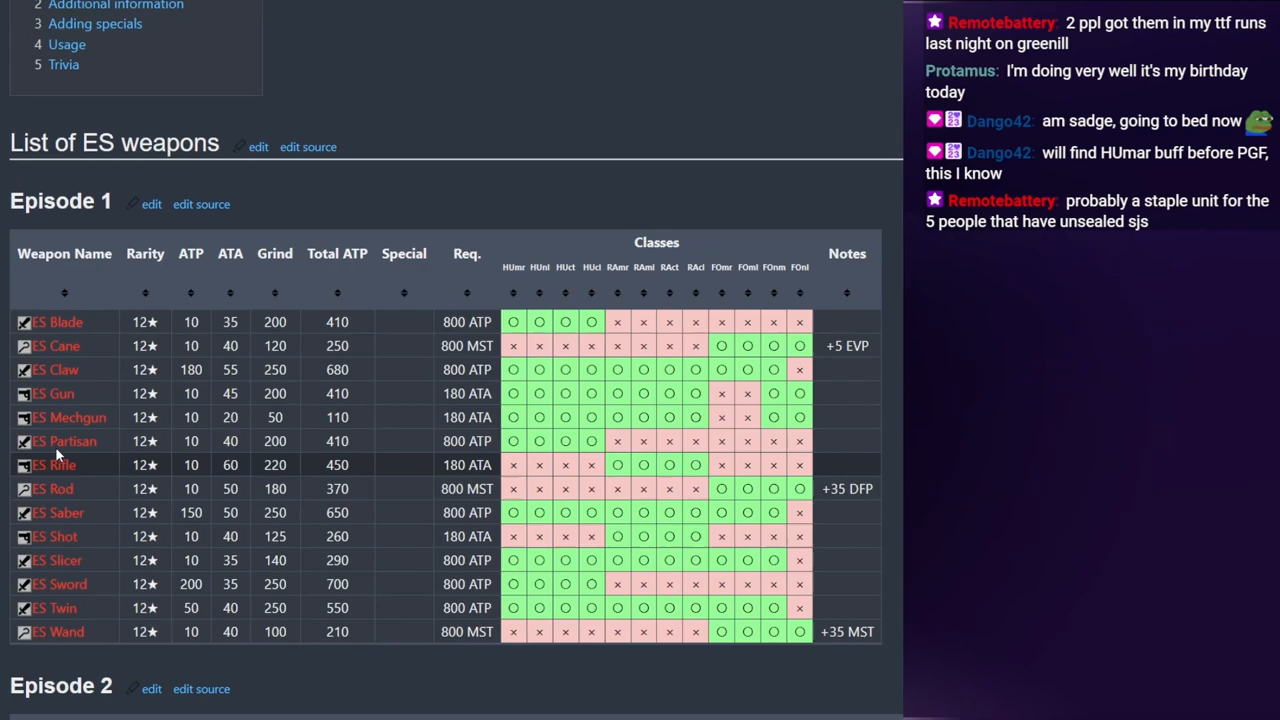 2 Additional information
3 Adding specials
4 Usage
5 Trivia
List of ES weapons edit edit source
Episode 1 edit edit source
Weapon Name Rarity ATP ATA Grind Total ATP Special Req. Classes Notes
HUmr HUnl HUct HUcl RAmr RAml RAct RAcl FOmr FOml FOnm FOnl
ES Blade 12★ 10 35 200 410 800 ATP ○ ○ ○ ○ × × × × × × × ×
ES Cane 12★ 10 40 120 250 800 MST × × × × × × × × ○ ○ ○ ○ +5 EVP
ES Claw 12★ 180 55 250 680 800 ATP ○ ○ ○ ○ ○ ○ ○ ○ ○ ○ ○ ×
ES Gun 12★ 10 45 200 410 180 ATA ○ ○ ○ ○ ○ ○ ○ ○ × × ○ ○
ES Mechgun 12★ 10 20 50 110 180 ATA ○ ○ ○ ○ ○ ○ ○ ○ × × ○ ○
ES Partisan 12★ 10 40 200 410 800 ATP ○ ○ ○ ○ × × × × × × × ×
ES Rifle 12★ 10 60 220 450 180 ATA × × × × ○ ○ ○ ○ × × × ×
ES Rod 12★ 10 50 180 370 800 MST × × × × × × × × ○ ○ ○ ○ +35 DFP
ES Saber 12★ 150 50 250 650 800 ATP ○ ○ ○ ○ ○ ○ ○ ○ ○ ○ ○ ×
ES Shot 12★ 10 40 125 260 180 ATA × × × × ○ ○ ○ ○ × × × ×
ES Slicer 12★ 10 35 140 290 800 ATP ○ ○ ○ ○ ○ ○ ○ ○ ○ ○ ○ ×
ES Sword 12★ 200 35 250 700 800 ATP ○ ○ ○ ○ × × × × × × × ×
ES Twin 12★ 50 40 250 550 800 ATP ○ ○ ○ ○ ○ ○ ○ ○ ○ ○ ○ ×
ES Wand 12★ 10 40 100 210 800 MST × × × × × × × × ○ ○ ○ ○ +35 MST
Episode 2 edit edit source
Remotebattery: 2 ppl got them in my ttf runs
last night on greenill
Protamus: I'm doing very well it's my birthday
today
Dango42: am sadge, going to bed now
Dango42: will find HUmar buff before PGF,
this I know
Remotebattery: probably a staple unit for the
5 people that have unsealed sjs